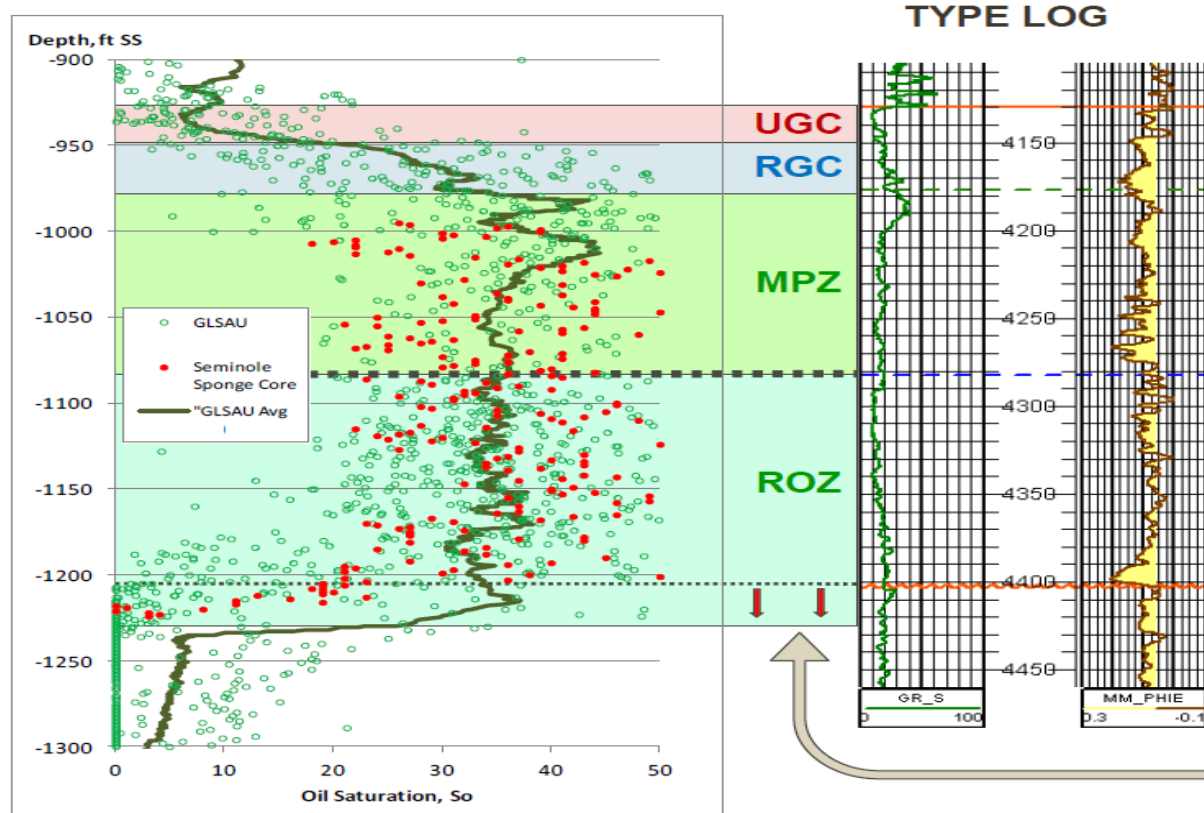 TYPE LOG
Depth, ft SS
-900
-950
-1000
-1050
-1100
-1150
-1200
-1250
-1300
0 10 20 30 40 50
Oil Saturation, So
GLSAU
Seminole
Sponge Core
"GLSAU Avg
UGC
RGC
MPZ
ROZ
4150
4200
4250
4300
4350
4400
4450
GR_S
0 100
MM_PHIE
0.3 -0.1